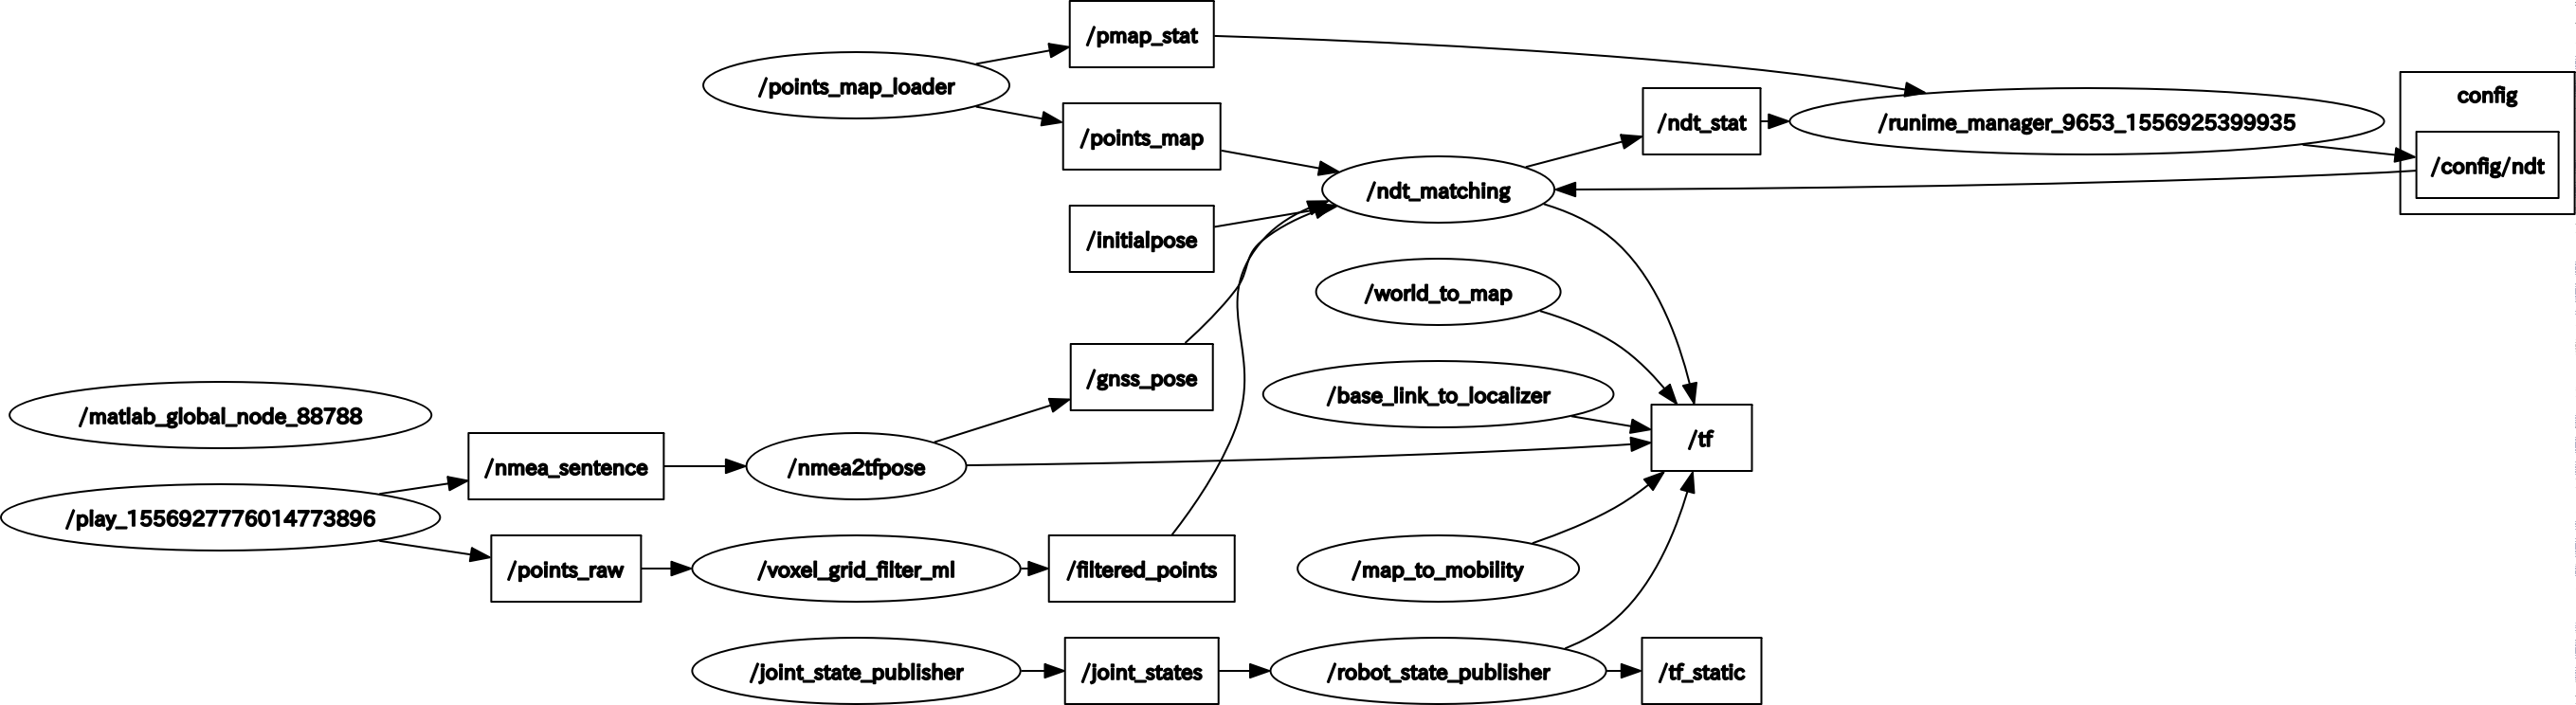 /pmap_stat
/points_map_loader
/points_map
/ndt_stat
/runime_manager_9653_1556925399935
config
/config/ndt
/ndt_matching
/initialpose
/world_to_map
/gnss_pose
/base_link_to_localizer
/matlab_global_node_88788
/tf
/nmea_sentence
/nmea2tfpose
/play_1556927776014773896
/points_raw
/voxel_grid_filter_ml
/filtered_points
/map_to_mobility
/joint_state_publisher
/joint_states
/robot_state_publisher
/tf_static